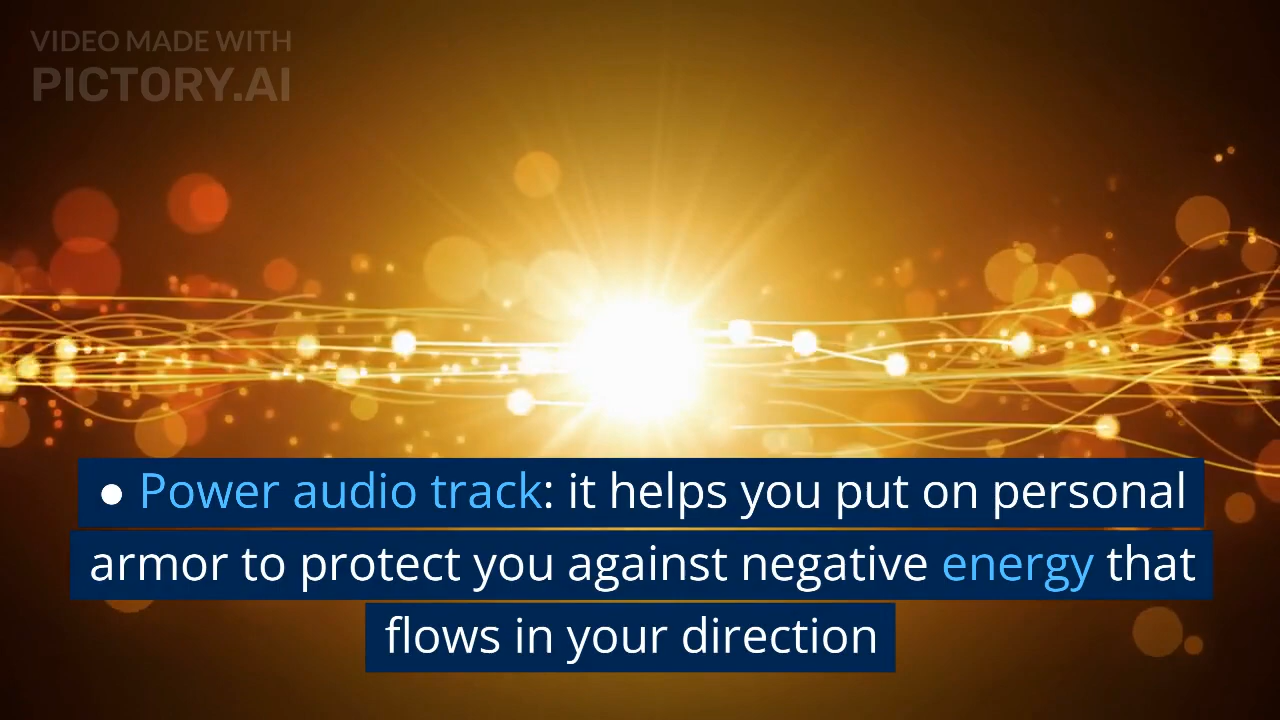 VIDEO MADE WITH
PICTORY.AI
● Power audio track: it helps you put on personal
armor to protect you against negative energy that
flows in your direction